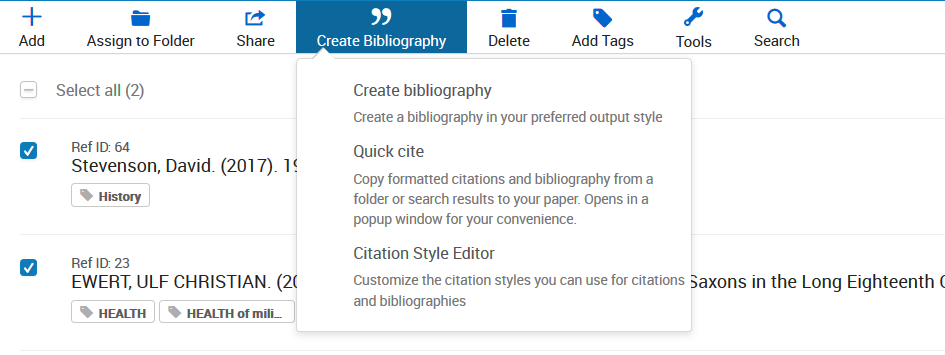 Add
Assign to Folder
Share
Create Bibliography
Delete
Add Tags
Tools
Search
Select all (2)
Create bibliography
Create a bibliography in your preferred output style
Quick cite
Copy formatted citations and bibliography from a
folder or search results to your paper. Opens in a
popup window for your convenience.
Citation Style Editor
Customize the citation styles you can use for citations
and bibliographies
Ref ID: 64
Stevenson, David. (2017). 19
History
Ref ID: 23
EWERT, ULF CHRISTIAN. (20
Saxons in the Long Eighteenth
HEALTH
HEALTH of mili...